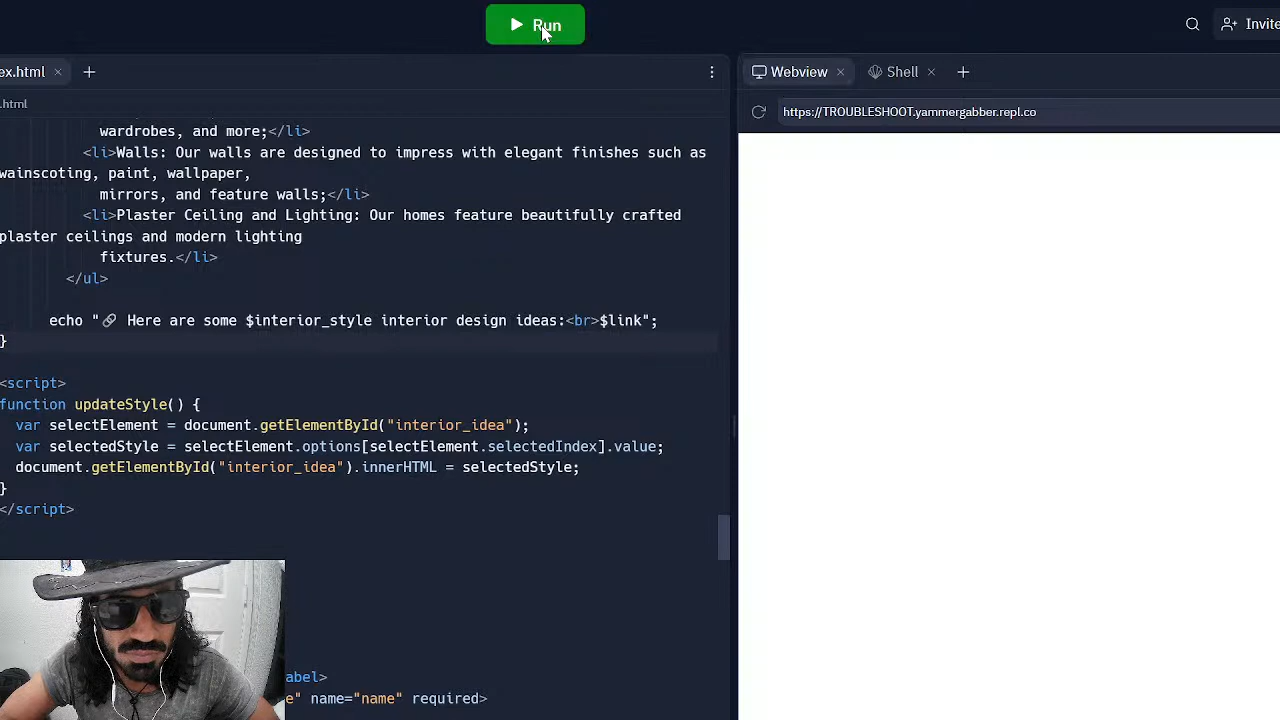 Run
Invite
ex.html
Webview
Shell
.html
https://TROUBLESHOOT.yammergabber.repl.co
wardrobes, and more;</li>
<li>Walls: Our walls are designed to impress with elegant finishes such as
wainscoting, paint, wallpaper,
mirrors, and feature walls;</li>
<li>Plaster Ceiling and Lighting: Our homes feature beautifully crafted
plaster ceilings and modern lighting
fixtures.</li>
</ul>
echo "🔗 Here are some $interior_style interior design ideas:<br>$link";
}
<script>
function updateStyle() {
var selectElement = document.getElementById("interior_idea");
var selectedStyle = selectElement.options[selectElement.selectedIndex].value;
document.getElementById("interior_idea").innerHTML = selectedStyle;
}
</script>
label>
e" name="name" required>